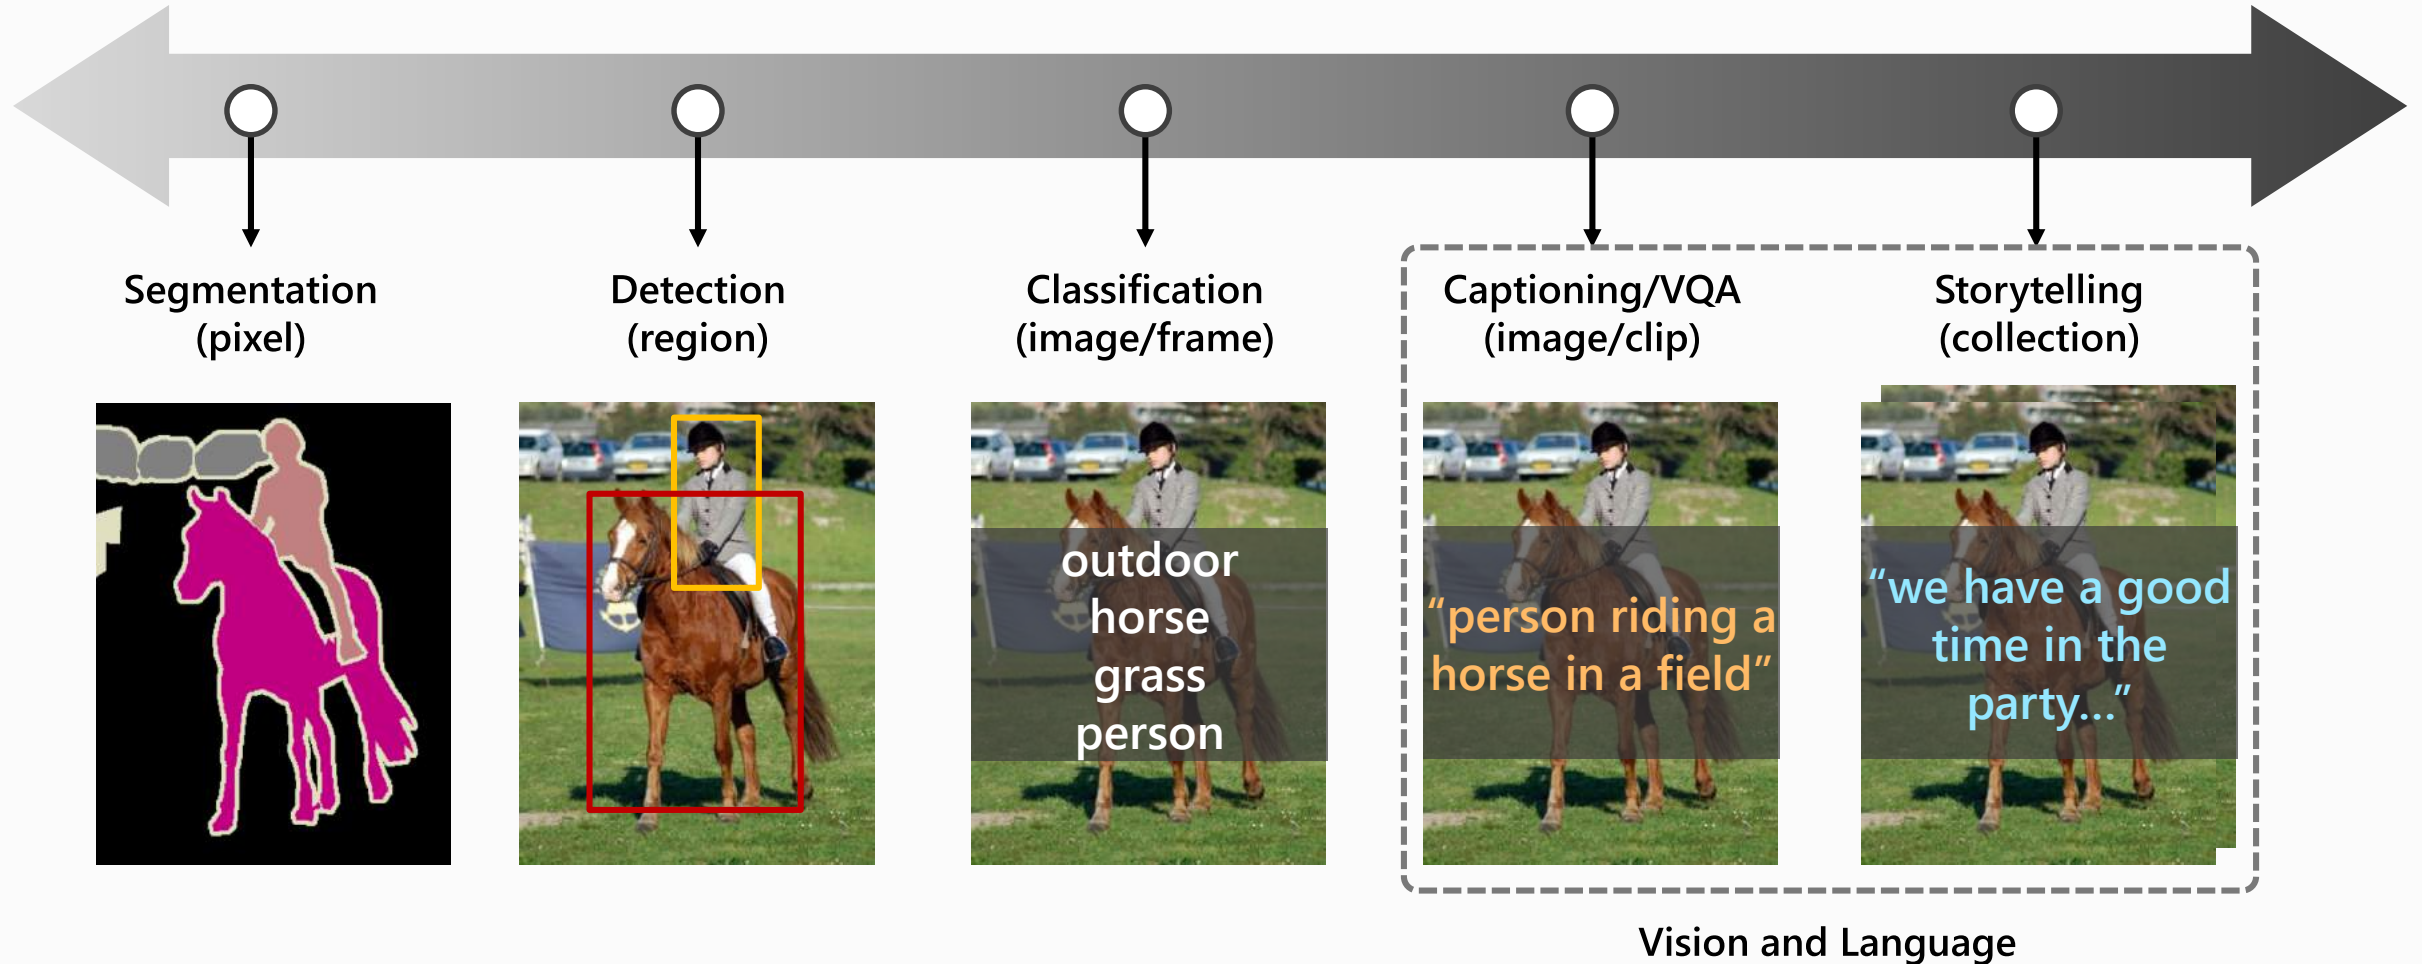 Segmentation
(pixel)
Detection
(region)
Classification
(image/frame)
Captioning/VQA
(image/clip)
Storytelling
(collection)
outdoor
horse
grass
person
“person riding a
horse in a field”
“we have a good
time in the
party...”
Vision and Language